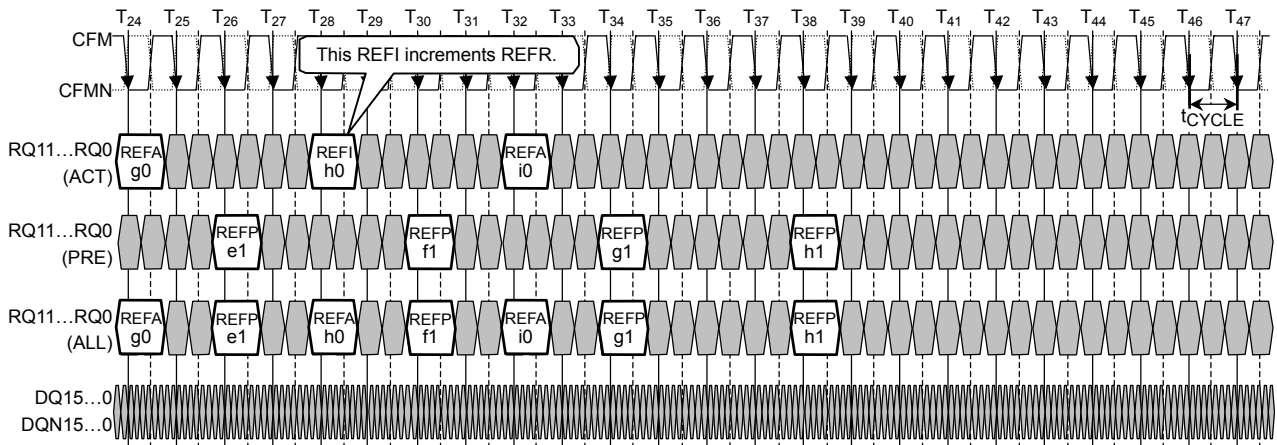 T24 T25 T26 T27 T28 T29 T30 T31 T32 T33 T34 T35 T36 T37 T38 T39 T40 T41 T42 T43 T44 T45 T46 T47
CFM
This REFI increments REFR.
CFMN
tCYCLE
RQ11...RQ0
(ACT)
REFA
g0
REFI
h0
REFA
i0
RQ11...RQ0
(PRE)
REFP
e1
REFP
f1
REFP
g1
REFP
h1
RQ11...RQ0
(ALL)
REFA
g0
REFP
e1
REFA
h0
REFP
f1
REFA
i0
REFP
g1
REFP
h1
DQ15...0
DQN15...0